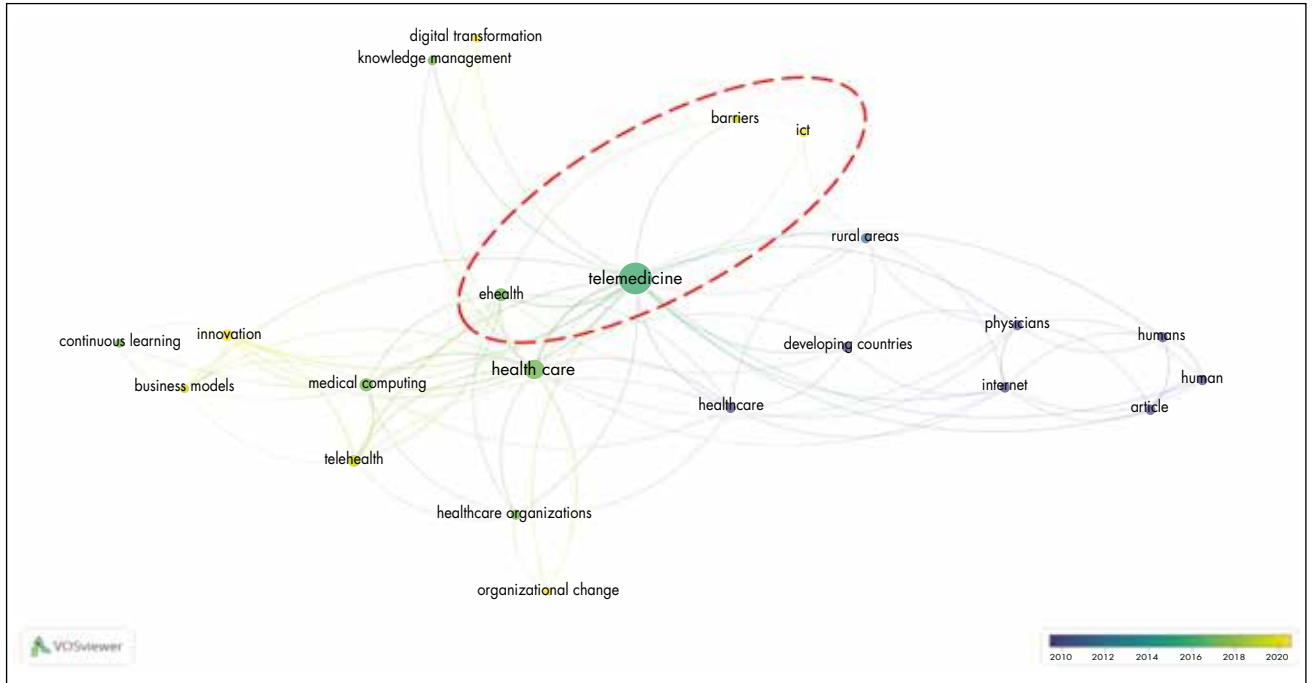 digital transformation
knowledge management
barriers
ict
rural areas
telemedicine
ehealth
physicians
continuous learning
innovation
humans
developing countries
health care
business models
medical computing
internet
human
healthcare
article
telehealth
healthcare organizations
organizational change
VOSviewer
2010 2012 2014 2016 2018 2020